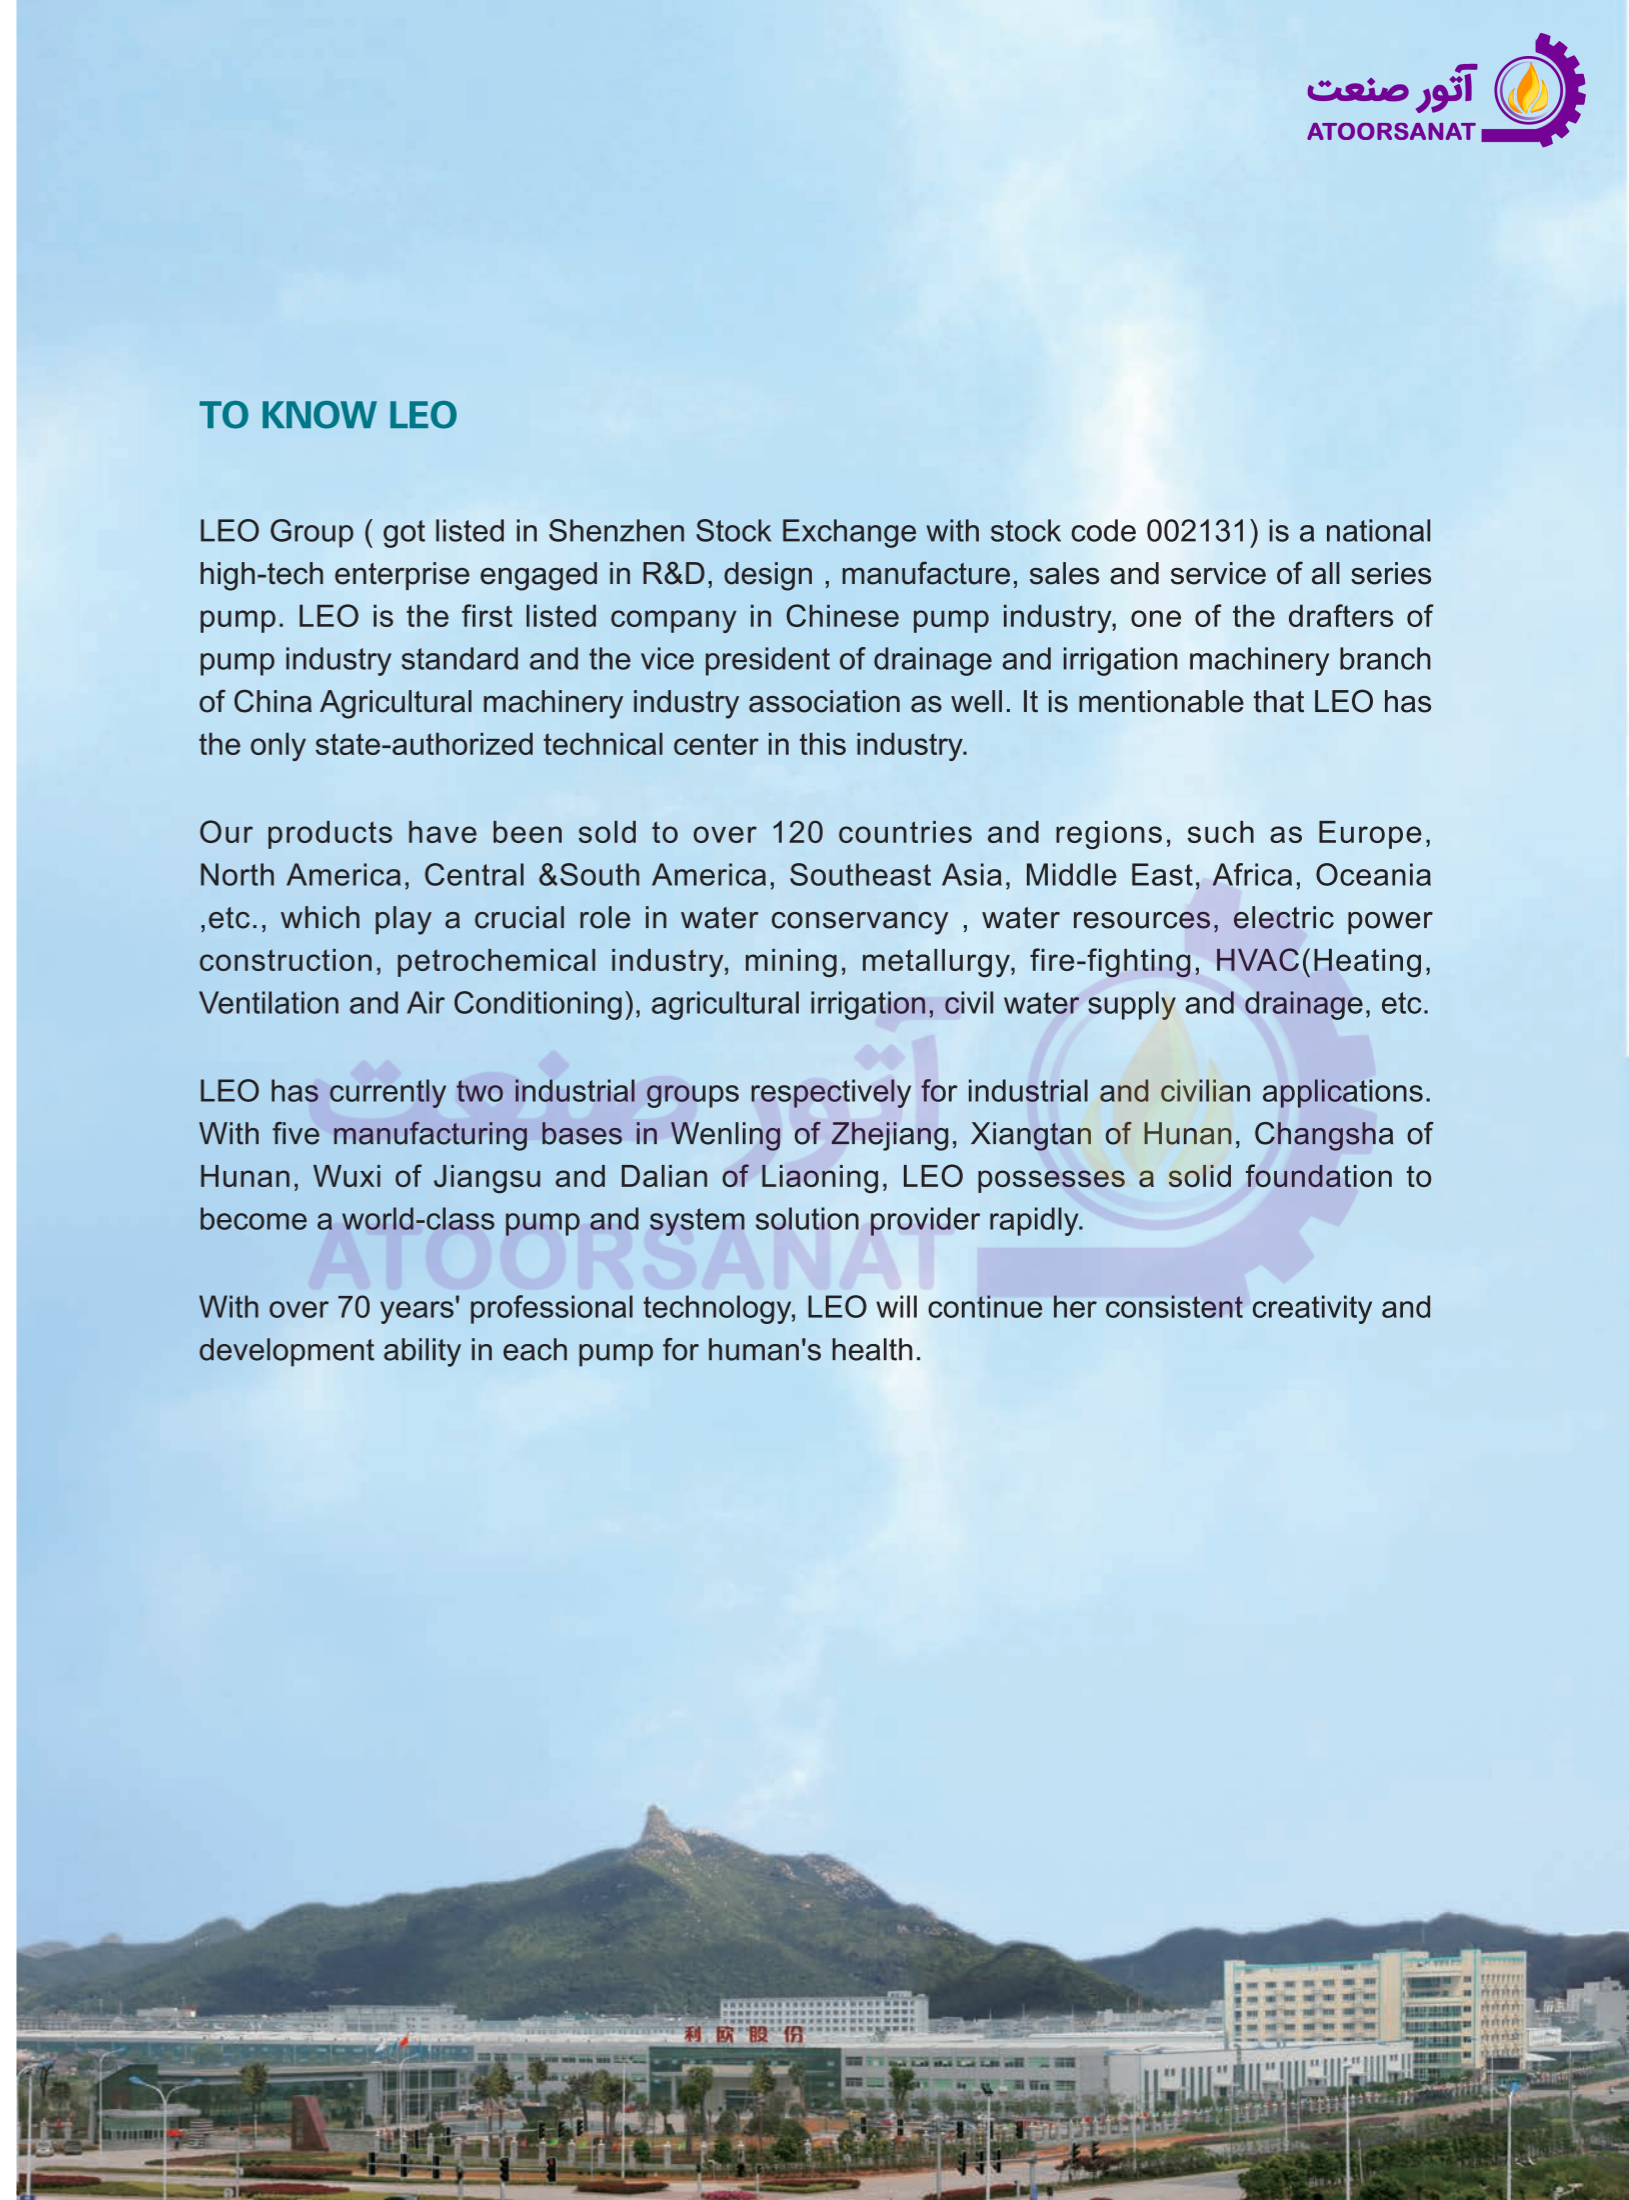 آتور صنعت
ATOORSANAT
TO KNOW LEO
LEO Group ( got listed in Shenzhen Stock Exchange with stock code 002131) is a national
high-tech enterprise engaged in R&D, design , manufacture, sales and service of all series
pump. LEO is the first listed company in Chinese pump industry, one of the drafters of
pump industry standard and the vice president of drainage and irrigation machinery branch
of China Agricultural machinery industry association as well. It is mentionable that LEO has
the only state-authorized technical center in this industry.
Our products have been sold to over 120 countries and regions, such as Europe,
North America, Central &South America, Southeast Asia, Middle East, Africa, Oceania
,etc., which play a crucial role in water conservancy , water resources, electric power
construction, petrochemical industry, mining, metallurgy, fire-fighting, HVAC(Heating,
Ventilation and Air Conditioning), agricultural irrigation, civil water supply and drainage, etc.
آتور صنعت
LEO has currently two industrial groups respectively for industrial and civilian applications.
With five manufacturing bases in Wenling of Zhejiang, Xiangtan of Hunan, Changsha of
Hunan, Wuxi of Jiangsu and Dalian of Liaoning, LEO possesses a solid foundation to
become a world-class pump and system solution provider rapidly.
ATOORSANAT
With over 70 years' professional technology, LEO will continue her consistent creativity and
development ability in each pump for human's health.
利欧股份